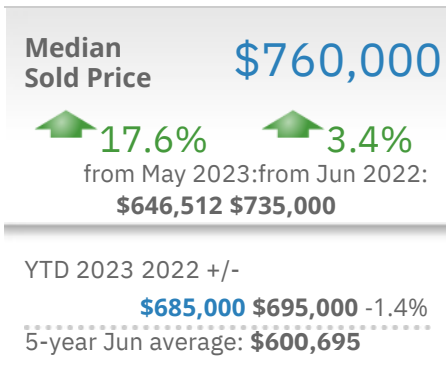 Median
Sold Price
$760,000
17.6% 3.4%
from May 2023:from Jun 2022:
$646,512 $735,000
YTD 2023 2022 +/-
$685,000 $695,000 -1.4%
5-year Jun average: $600,695